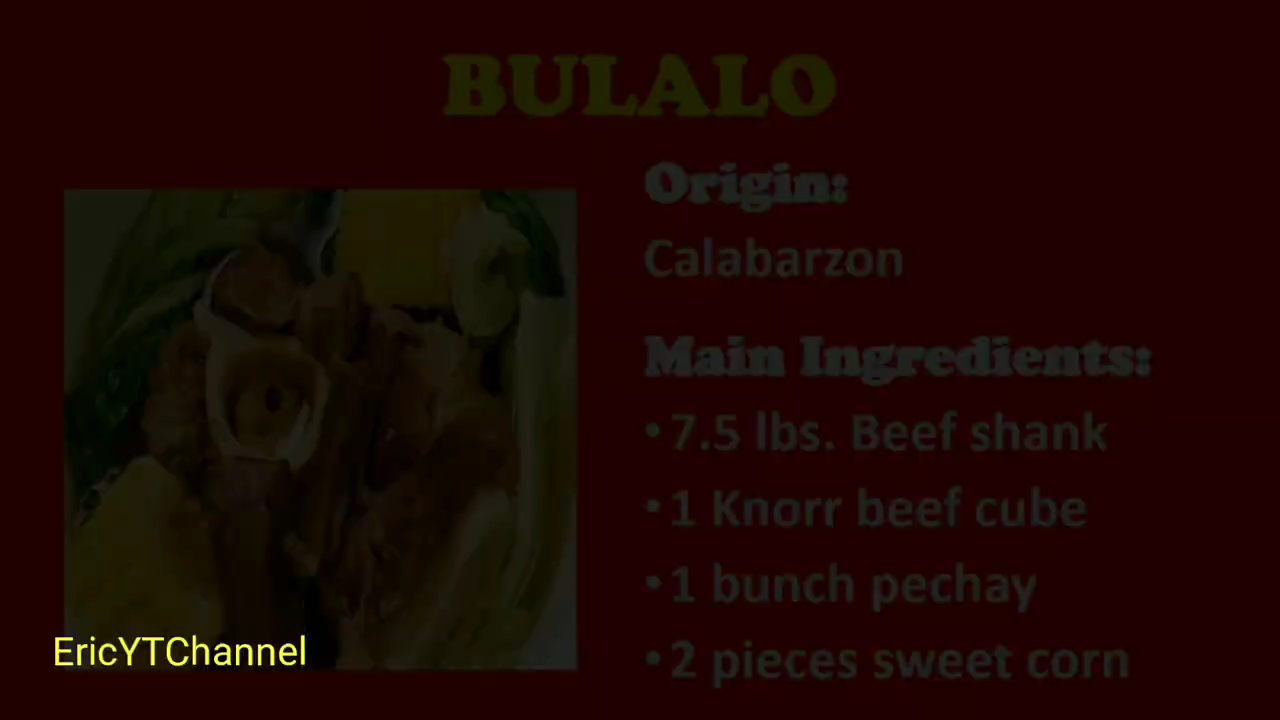 BULALO
Origin:
Calabarzon
Main Ingredients:
•7.5 lbs. Beef shank
•1 Knorr beef cube
•1 bunch pechay
•2 pieces sweet corn
EricYTChannel